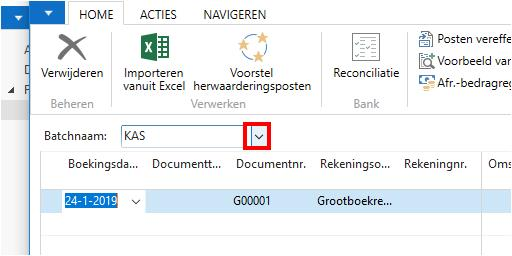 HOME ACTIES NAVIGEREN
Verwijderen
Importeren
vanuit Excel
Voorstel
herwaarderingsposten
Reconciliatie
Posten vereffe
Voorbeeld van
Afr.-bedragreg
Beheren Verwerken Bank
Batchnaam: KAS
Boekingsda... Documentt... Documentnr. Rekeningso... Rekeningnr. Oms
24-1-2019 G00001 Grootboekre...